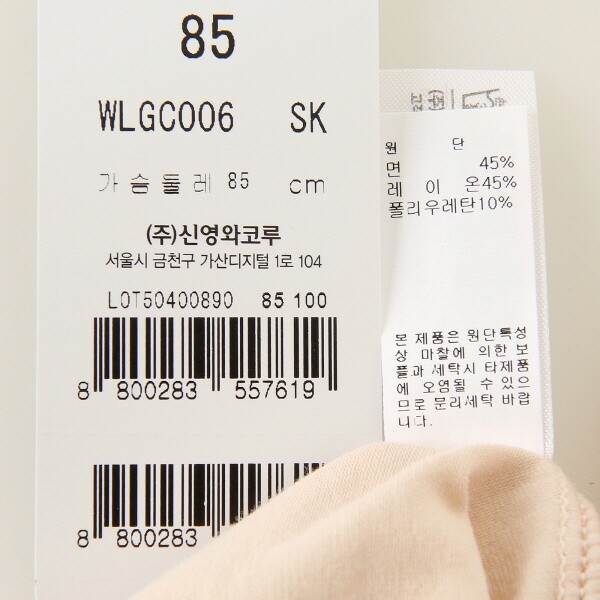 85
WLGC006 SK
가슴둘레 85 cm
(주)신영와코루
서울시 금천구 가산디지털 1로 104
LOT50400890 85 100
8 800283 557619
8 800283
원 단
면 45%
레 이 온45%
폴리우레탄10%
본 제품은 원단특성
상 마찰에 의한 보
풀과 세탁시 타제품
에 오염될 수 있으
므로 분리세탁 바랍
니다.